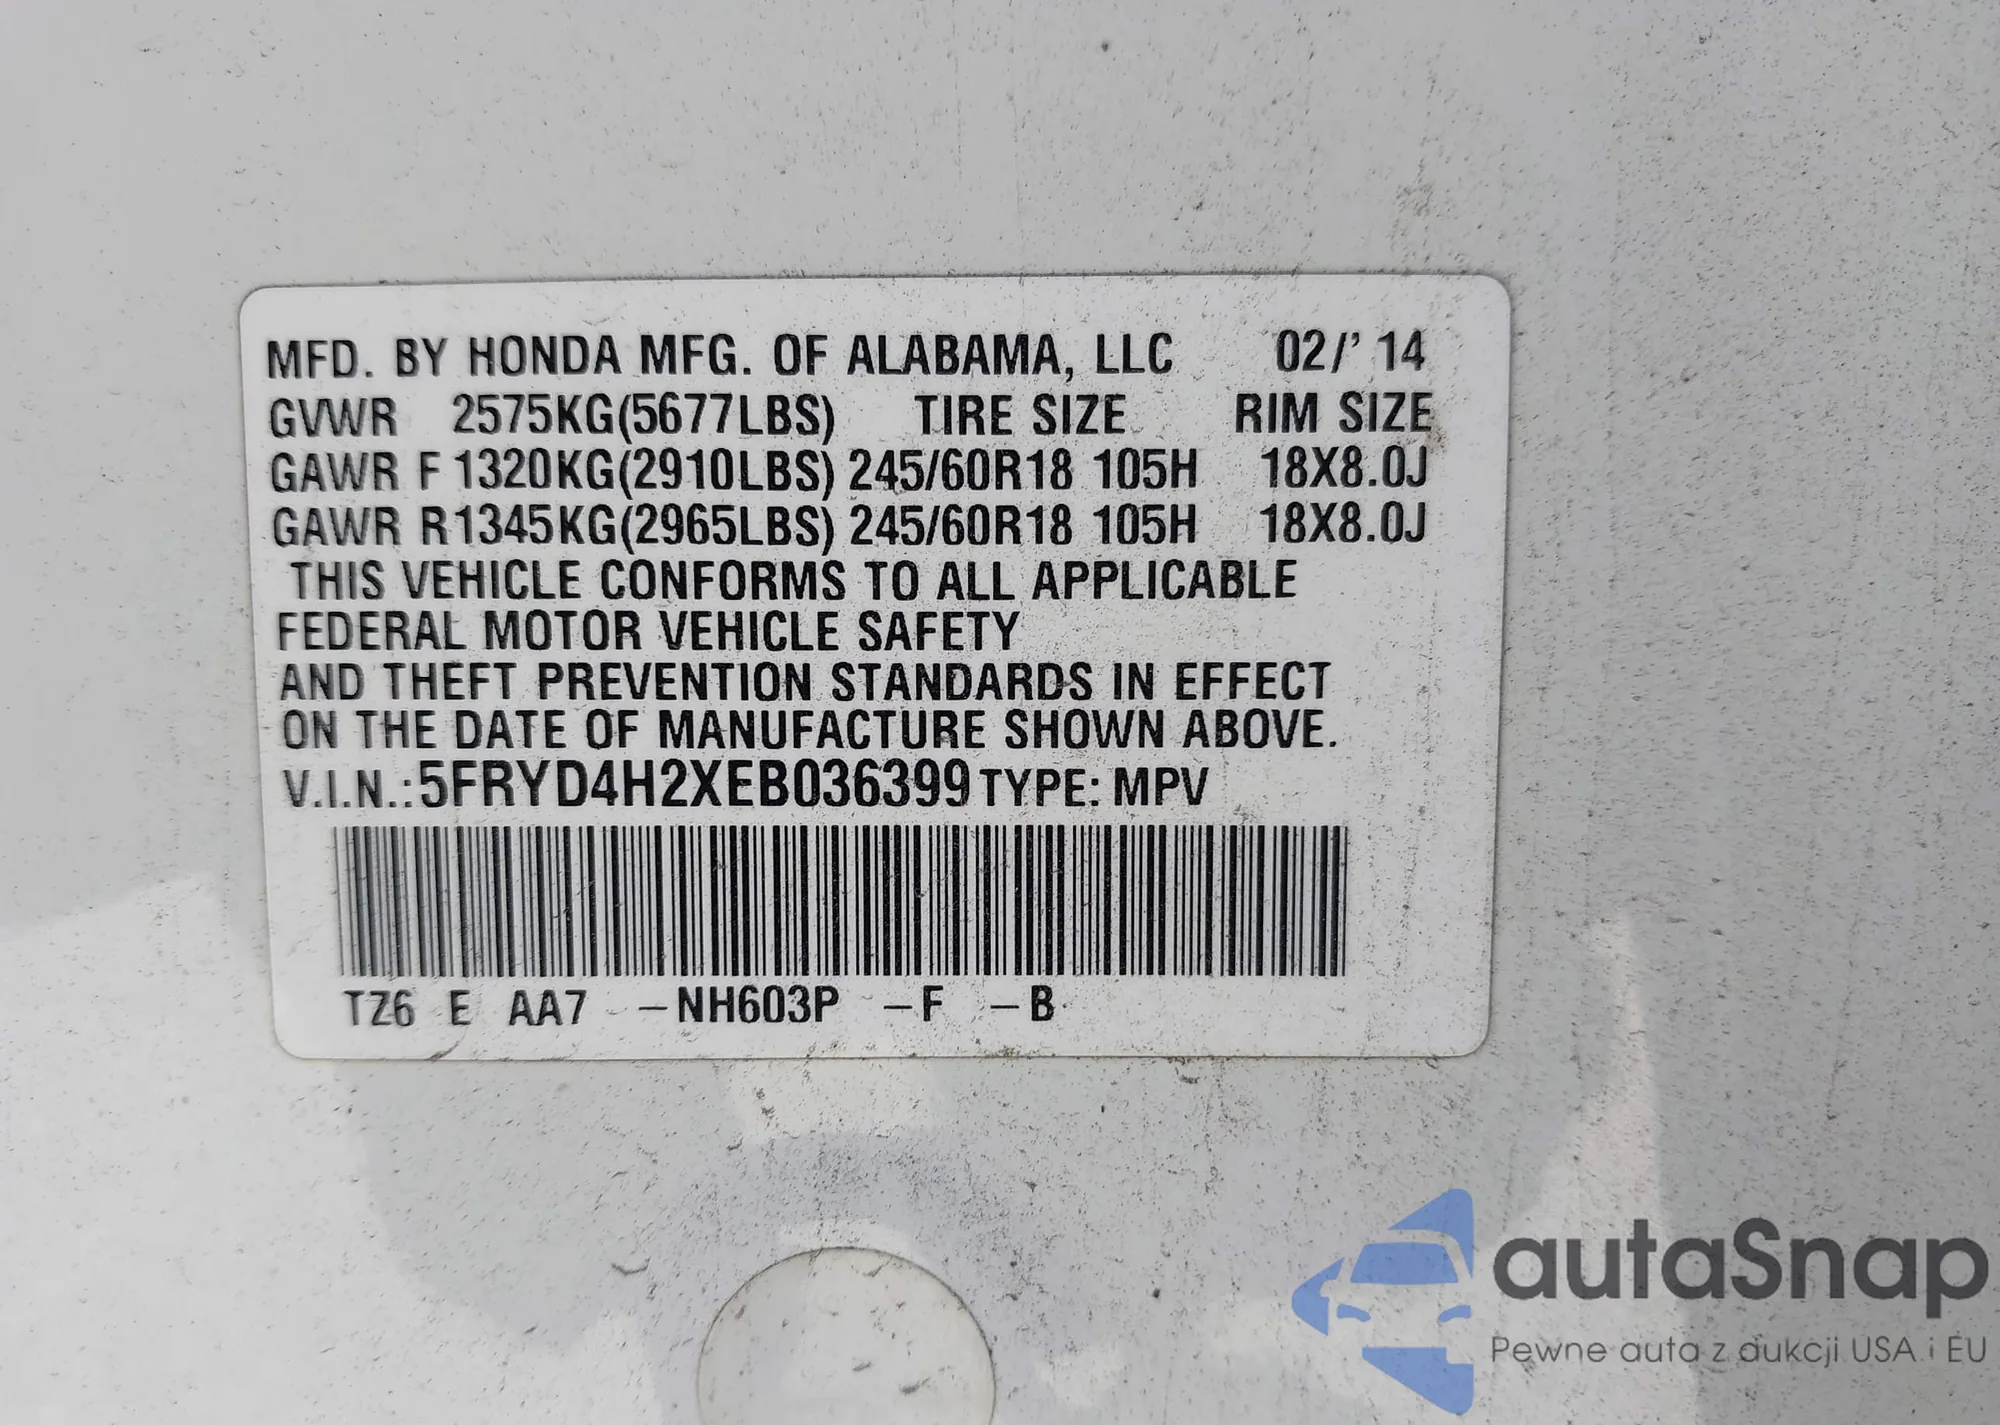 MFD. BY HONDA MFG. OF ALABAMA, LLC 02/' 14
GVWR 2575KG(5677LBS) TIRE SIZE RIM SIZE
GAWR F 1320KG(2910LBS) 245/60R18 105H 18X8.0J
GAWR R1345KG(2965LBS) 245/60R18 105H 18X8.0J
THIS VEHICLE CONFORMS TO ALL APPLICABLE
FEDERAL MOTOR VEHICLE SAFETY
AND THEFT PREVENTION STANDARDS IN EFFECT
ON THE DATE OF MANUFACTURE SHOWN ABOVE.
V.I.N.:5FRYD4H2XEB036399 TYPE: MPV
TZ6 E AA7 –NH603P –F –B
autaSnap
Pewne auta z aukcji USA i EU